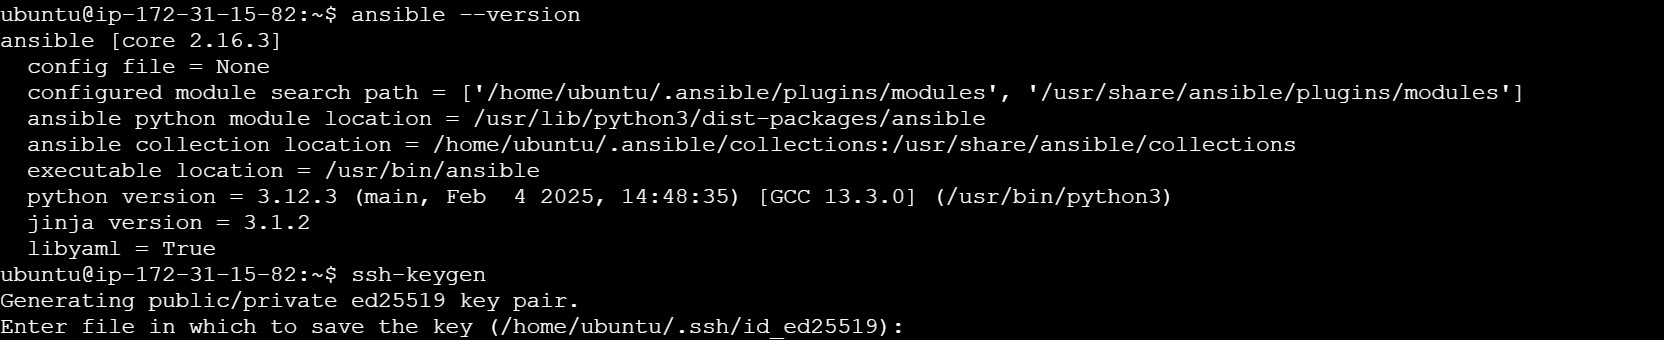 ubuntu@ip-172-31-15-82:~$ ansible --version
ansible [core 2.16.3]
  config file = None
  configured module search path = ['/home/ubuntu/.ansible/plugins/modules', '/usr/share/ansible/plugins/modules']
  ansible python module location = /usr/lib/python3/dist-packages/ansible
  ansible collection location = /home/ubuntu/.ansible/collections:/usr/share/ansible/collections
  executable location = /usr/bin/ansible
  python version = 3.12.3 (main, Feb  4 2025, 14:48:35) [GCC 13.3.0] (/usr/bin/python3)
  jinja version = 3.1.2
  libyaml = True
ubuntu@ip-172-31-15-82:~$ ssh-keygen
Generating public/private ed25519 key pair.
Enter file in which to save the key (/home/ubuntu/.ssh/id_ed25519):